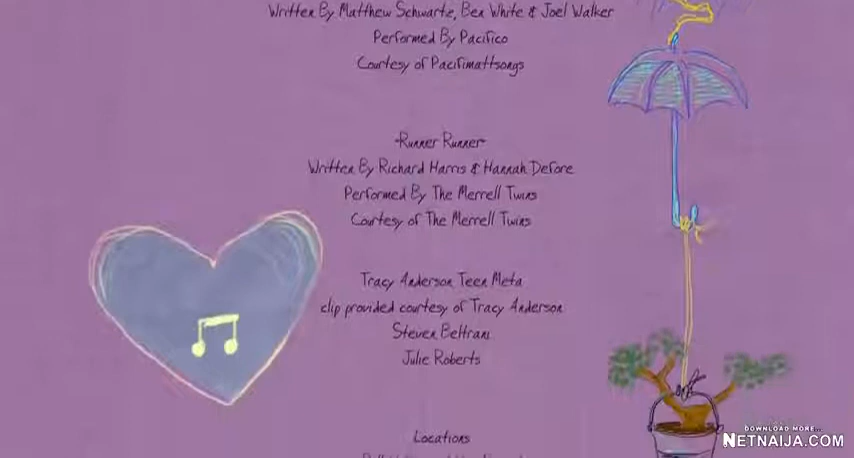 Written By Matthew Schwartz, Ben White & Joel Walker
Performed By Pacifico
Courtesy of Pacifimattsongs
"Runner Runner"
Written By Richard Harris & Hannah Defore
Performed By The Merrell Twins
Courtesy of The Merrell Twins
Tracy Anderson Teen Meta
clip provided courtesy of Tracy Anderson
Steven Beltrani
Julie Roberts
Locations
DOWNLOAD MORE...
NETNAIJA.COM